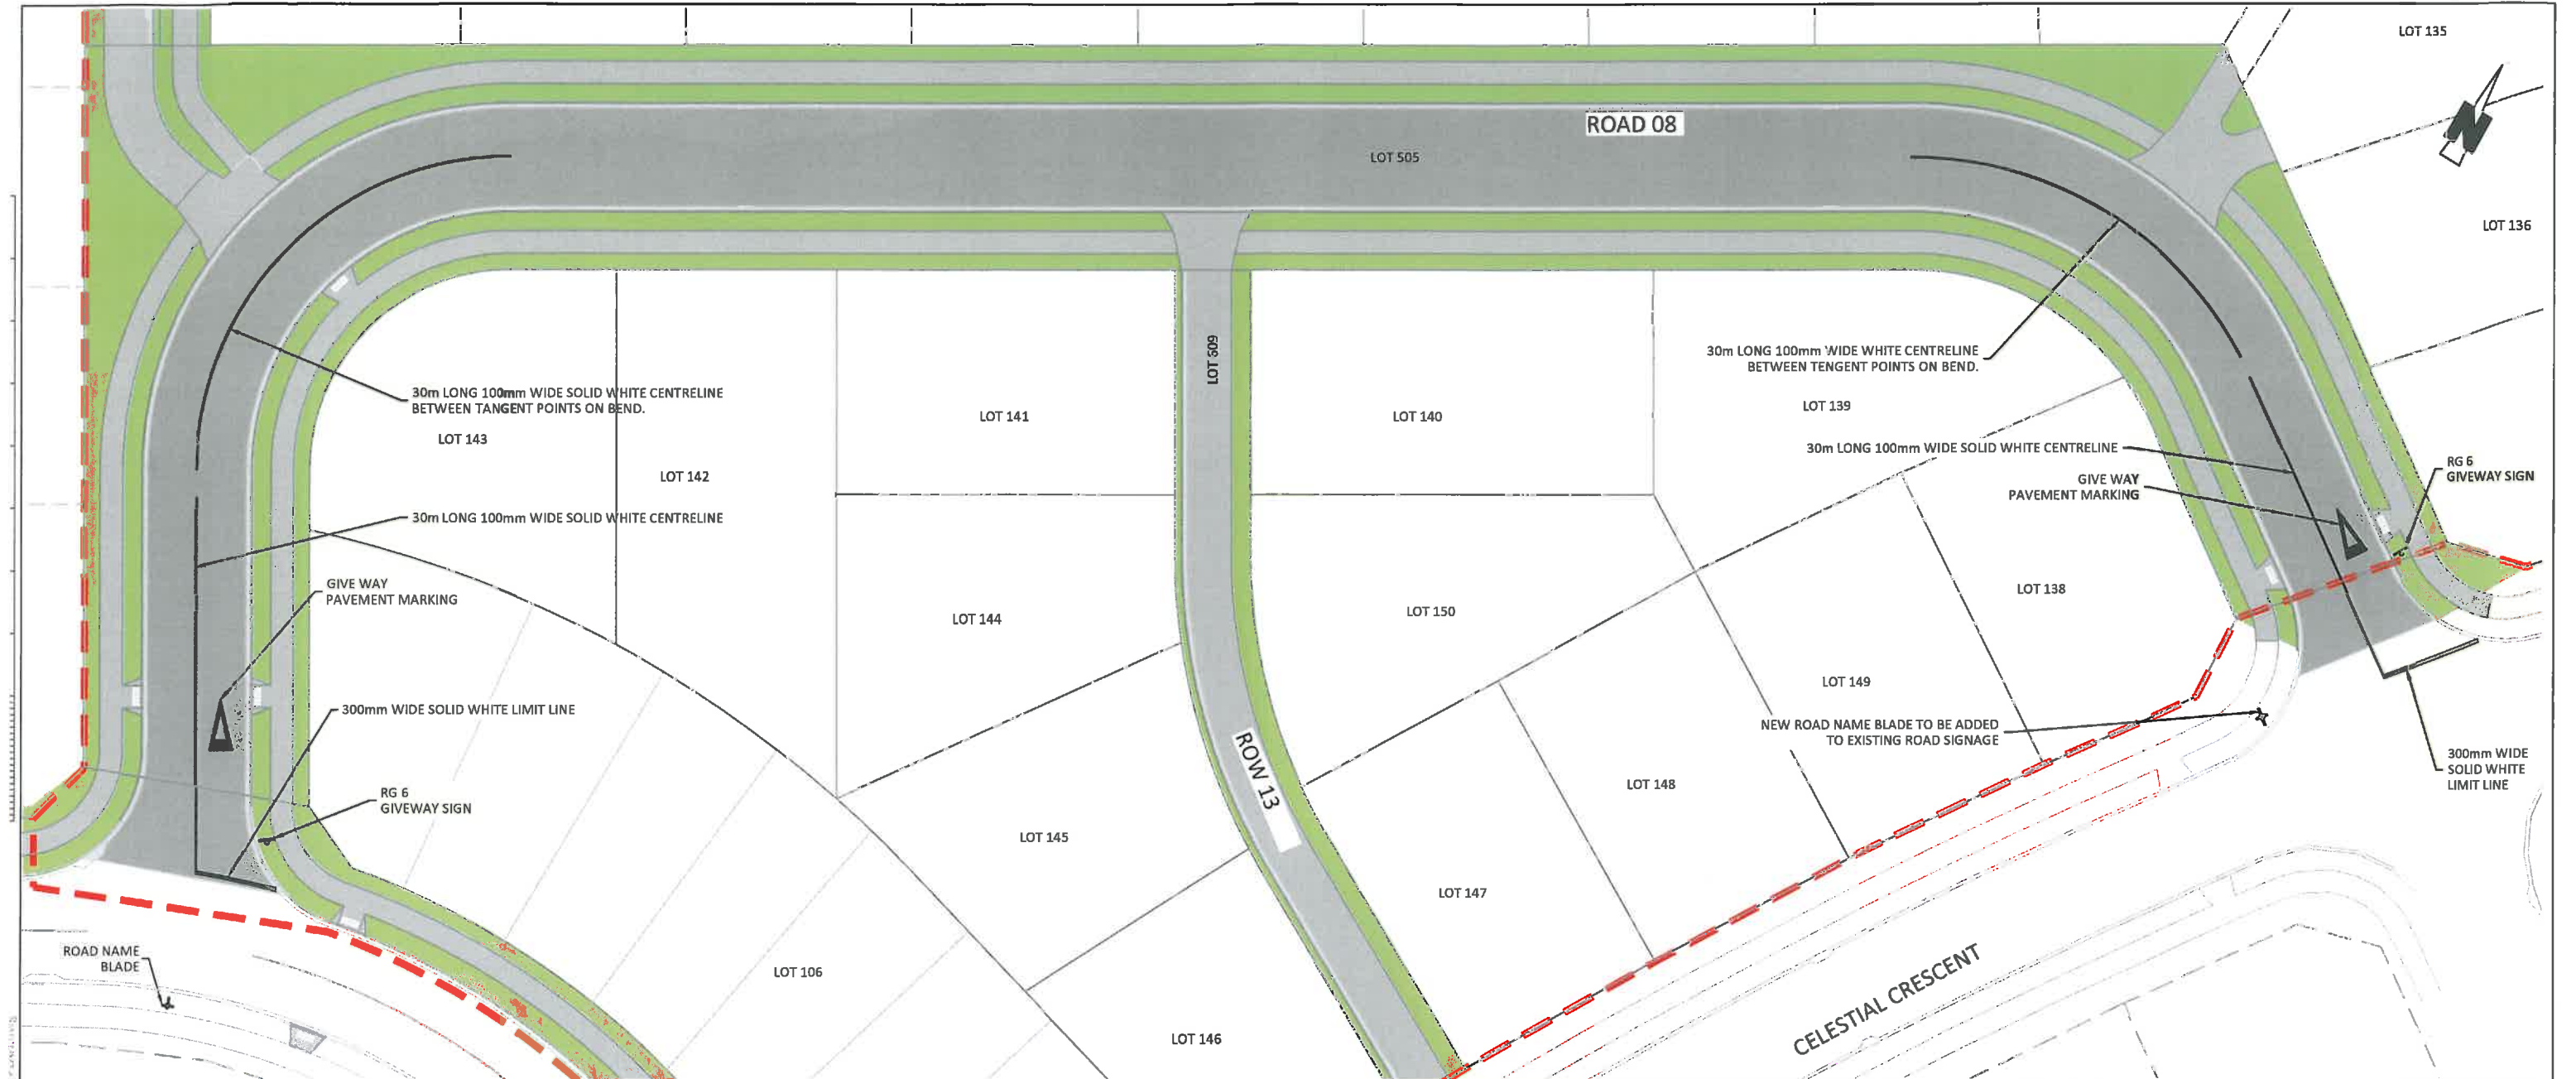 LOT 135
ROAD 08
LOT 505
LOT 136
LOT 609
30m LONG 100mm WIDE WHITE CENTRELINE
BETWEEN TENGENT POINTS ON BEND.
30m LONG 100mm WIDE SOLID WHITE CENTRELINE
BETWEEN TANGENT POINTS ON BEND.
LOT 143
LOT 141
LOT 140
LOT 139
LOT 142
30m LONG 100mm WIDE SOLID WHITE CENTRELINE
GIVE WAY
PAVEMENT MARKING
RG 6
GIVEWAY SIGN
30m LONG 100mm WIDE SOLID WHITE CENTRELINE
GIVE WAY
PAVEMENT MARKING
LOT 144
LOT 150
LOT 138
LOT 149
300mm WIDE SOLID WHITE LIMIT LINE
NEW ROAD NAME BLADE TO BE ADDED
TO EXISTING ROAD SIGNAGE
300mm WIDE
SOLID WHITE
LIMIT LINE
ROW 13
LOT 148
RG 6
GIVEWAY SIGN
LOT 145
LOT 147
ROAD NAME
BLADE
LOT 106
LOT 146
CELESTIAL CRESCENT